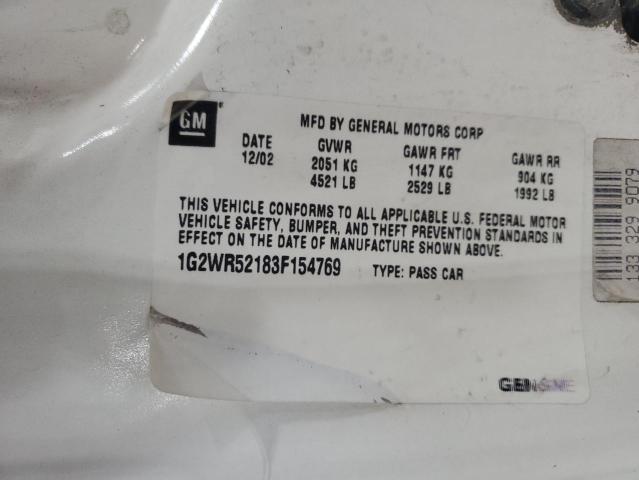 GM
MFD BY GENERAL MOTORS CORP
DATE GVWR GAWR FRT GAWR RR
12/02 2051 KG 1147 KG 904 KG
4521 LB 2529 LB 1992 LB
THIS VEHICLE CONFORMS TO ALL APPLICABLE U.S. FEDERAL MOTOR
VEHICLE SAFETY, BUMPER, AND THEFT PREVENTION STANDARDS IN
EFFECT ON THE DATE OF MANUFACTURE SHOWN ABOVE.
1G2WR52183F154769 TYPE: PASS CAR
133 329 9079